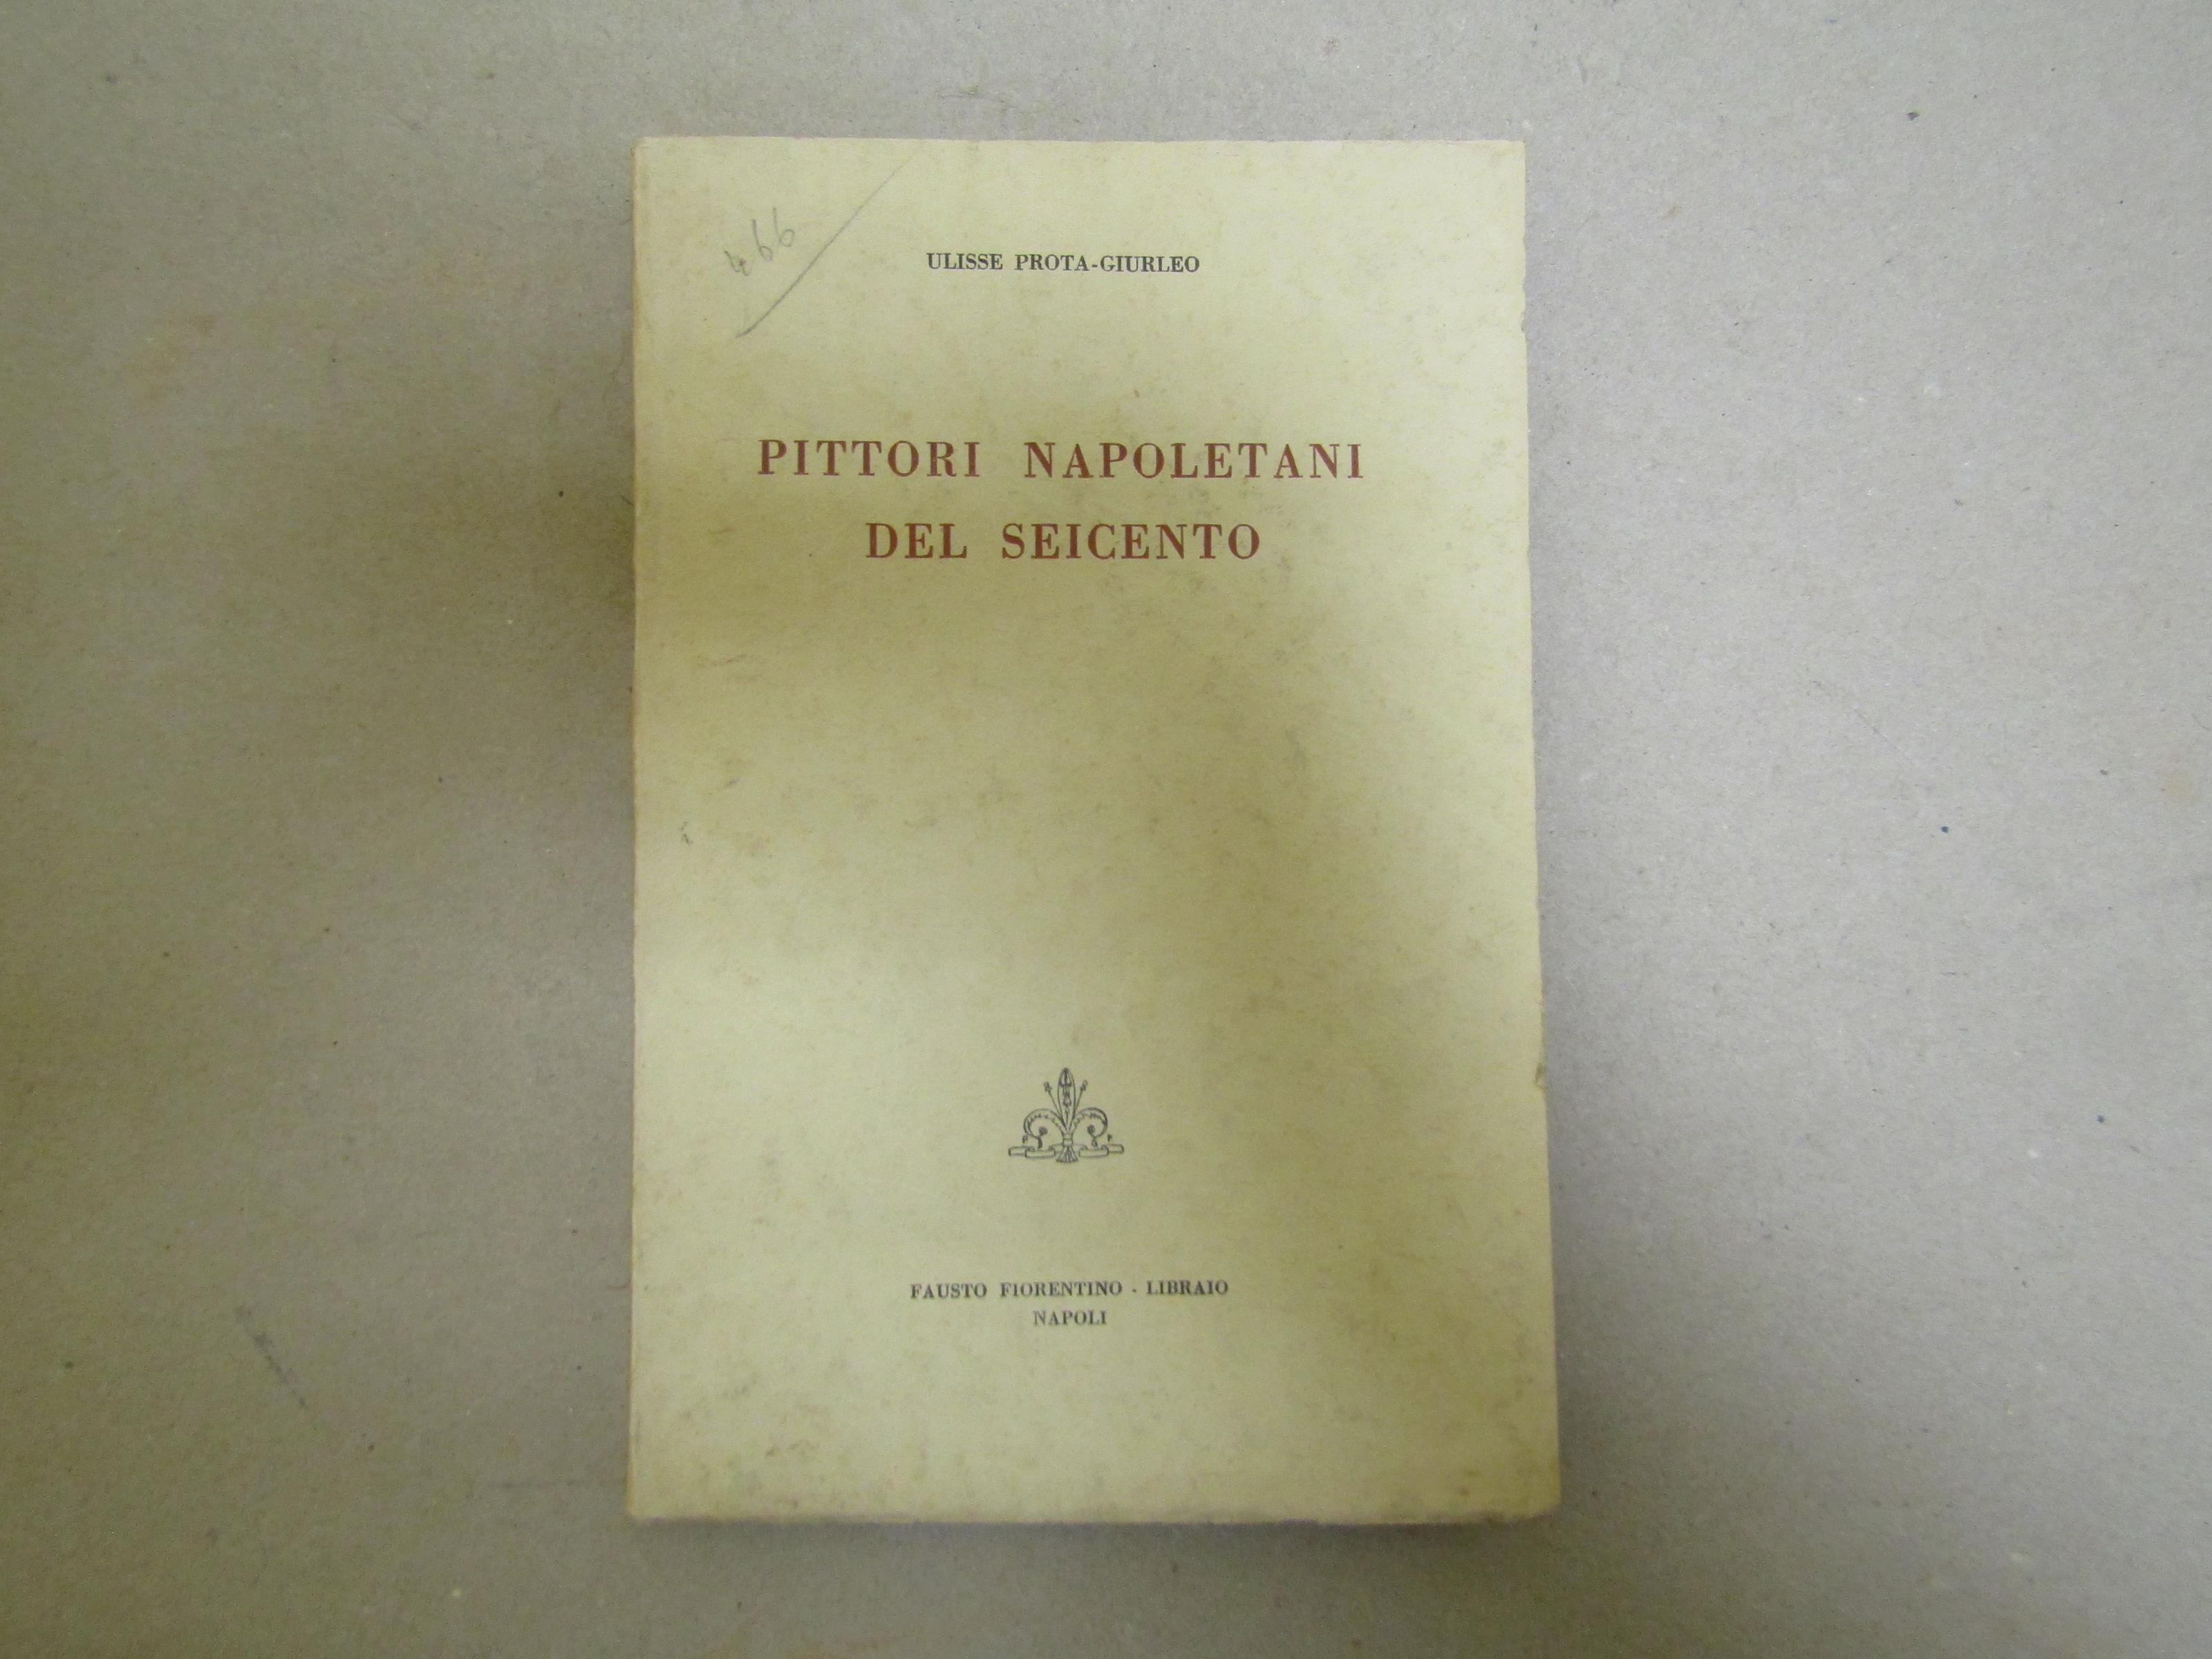 466
ULISSE PROTA-GIURLEO
PITTORI NAPOLETANI
DEL SEICENTO
FAUSTO FIORENTINO - LIBRAIO
NAPOLI